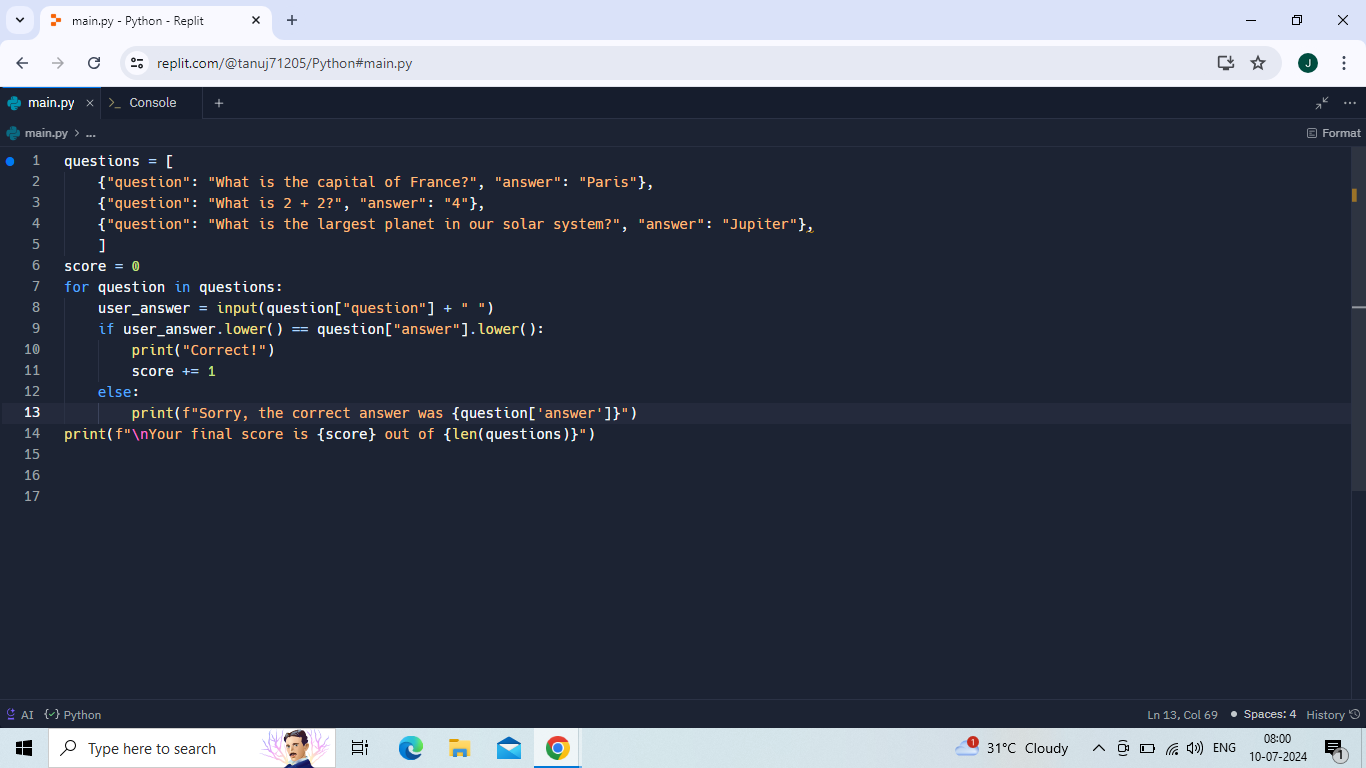 main.py - Python - Replit
replit.com/@tanuj71205/Python#main.py
J
main.py
Console
main.py > ...
Format
1 questions = [
2     {"question": "What is the capital of France?", "answer": "Paris"},
3     {"question": "What is 2 + 2?", "answer": "4"},
4     {"question": "What is the largest planet in our solar system?", "answer": "Jupiter"},
5     ]
6 score = 0
7 for question in questions:
8     user_answer = input(question["question"] + " ")
9     if user_answer.lower() == question["answer"].lower():
10         print("Correct!")
11         score += 1
12     else:
13         print(f"Sorry, the correct answer was {question['answer']}")
14 print(f"\nYour final score is {score} out of {len(questions)}")
15
16
17
AI Python
Ln 13, Col 69 Spaces: 4 History
Type here to search
1 31°C Cloudy
ENG
08:00
10-07-2024
1